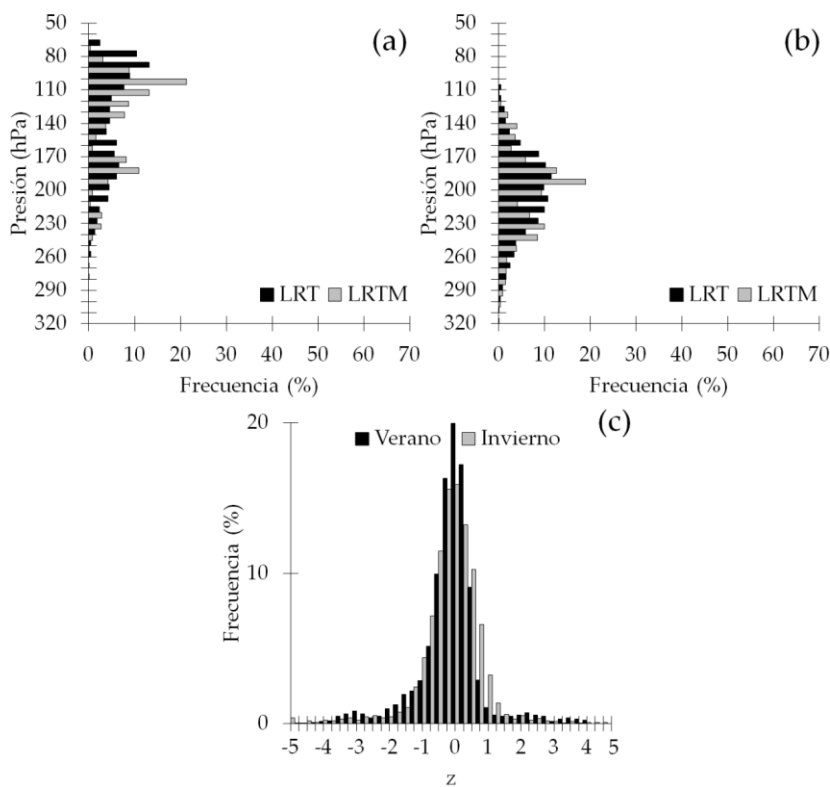 (a)
Presión (hPa)
50
80
110
140
170
200
230
260
290
320
LRT LRTM
0 10 20 30 40 50 60 70
Frecuencia (%)
(b)
Presión (hPa)
50
80
110
140
170
200
230
260
290
320
LRT LRTM
0 10 20 30 40 50 60 70
Frecuencia (%)
(c)
Verano Invierno
Frecuencia (%)
20
10
0
-5 -4 -3 -2 -1 0 1 2 3 4 5
z